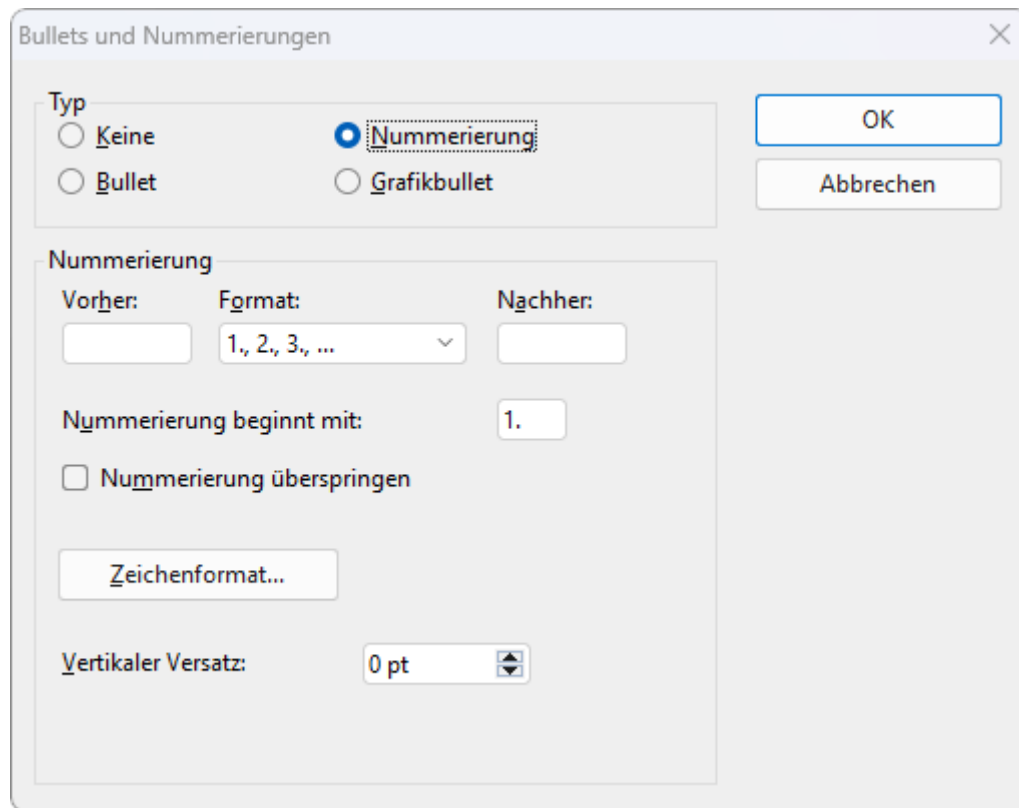 Bullets und Nummerierungen
Typ
Keine
Nummerierung
Bullet
Grafikbullet
OK
Abbrechen
Nummerierung
Vorher: Format: Nachher:
1., 2., 3., ...
Nummerierung beginnt mit: 1.
Nummerierung überspringen
Zeichenformat...
Vertikaler Versatz: 0 pt